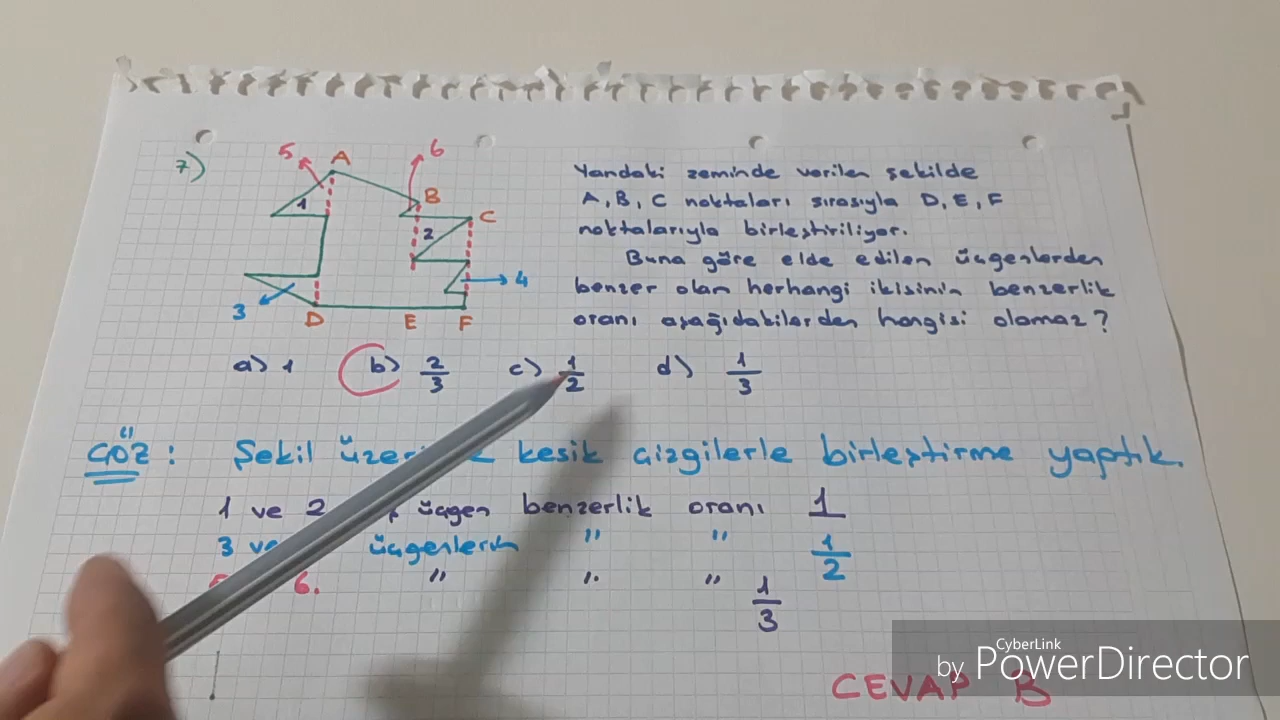 7)
5
A
6
B
C
1
2
3
4
D
E
F
Yandaki zeminde verilen şekilde
A, B, C noktaları sırasıyla D, E, F
noktalarıyla birleştiriliyor.
Buna göre elde edilen üçgenlerden
benzer olan herhangi ikisinin benzerlik
oranı aşağıdakilerden hangisi olamaz?
a) 1 b) 2/3 c) 1/2 d) 1/3
ÇÖZ: Şekil kesik çizgilerle birleştirme yaptık.
1 ve 2 üçgen benzerlik oranı 1
3 üçgenlerin " " 1/2
6. " " " 1/3
CEVAP B
CyberLink
by PowerDirector